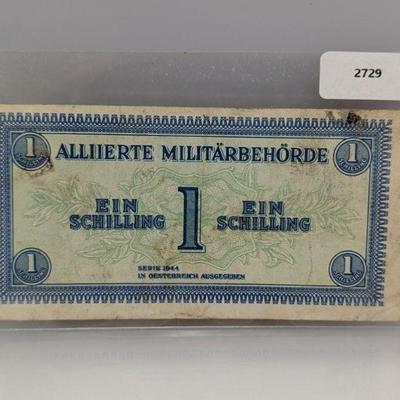 2729
1 ALLIIERTE MILITÄRBEHÖRDE 1
EIN 1 EIN
SCHILLING SCHILLING
SERIE 1944
IN OESTERREICH AUSGEGEBEN
1 1